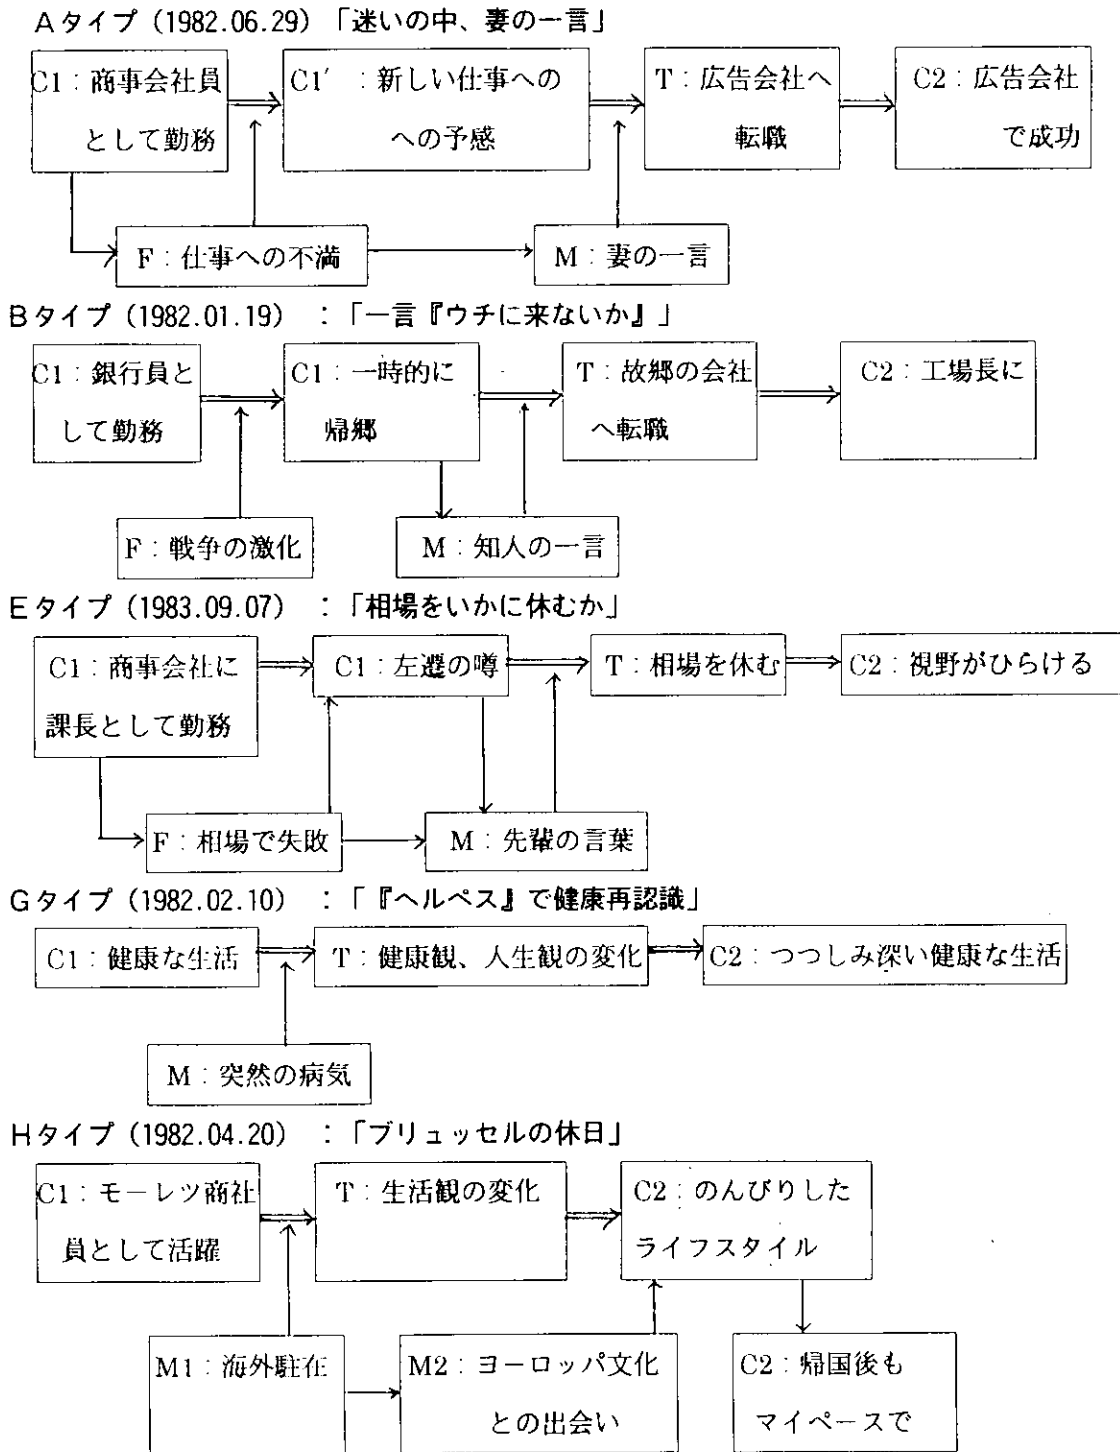 Aタイプ (1982.06.29) 「迷いの中、妻の一言」
C1:商事会社員
として勤務
C1′ :新しい仕事への
への予感
T:広告会社へ
転職
C2:広告会社
で成功
F:仕事への不満
M:妻の一言
Bタイプ (1982.01.19) :「一言『ウチに来ないか』」
C1:銀行員と
して勤務
C1:一時的に
帰郷
T:故郷の会社
へ転職
C2:工場長に
F:戦争の激化
M:知人の一言
Eタイプ (1983.09.07) :「相場をいかに休むか」
C1:商事会社に
課長として勤務
C1:左遷の噂
T:相場を休む
C2:視野がひらける
F:相場で失敗
M:先輩の言葉
Gタイプ (1982.02.10) :「『ヘルペス』で健康再認識」
C1:健康な生活
T:健康観、人生観の変化
C2:つつしみ深い健康な生活
M:突然の病気
Hタイプ (1982.04.20) :「ブリュッセルの休日」
C1:モーレツ商社
員として活躍
T:生活観の変化
C2:のんびりした
ライフスタイル
M1:海外駐在
M2:ヨーロッパ文化
との出会い
C2:帰国後も
マイペースで